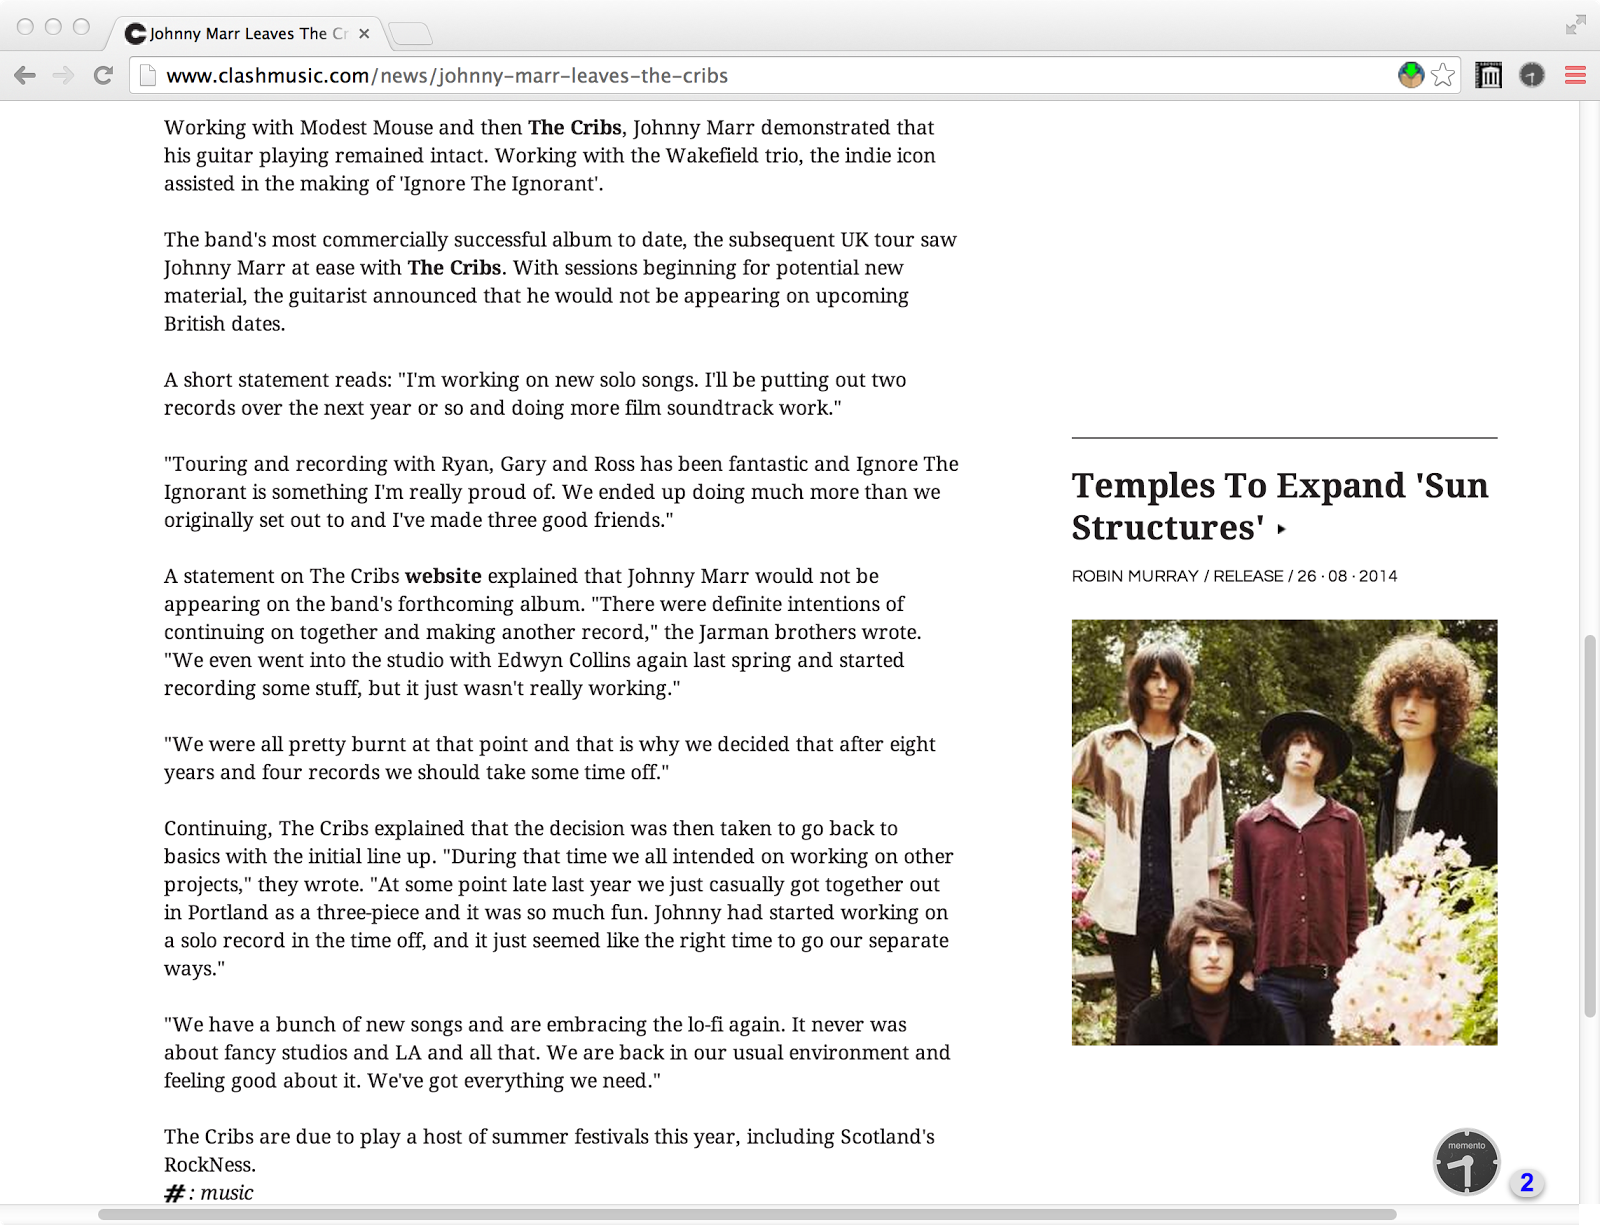 Johnny Marr Leaves The Cr
www.clashmusic.com/news/johnny-marr-leaves-the-cribs
Working with Modest Mouse and then The Cribs, Johnny Marr demonstrated that
his guitar playing remained intact. Working with the Wakefield trio, the indie icon
assisted in the making of 'Ignore The Ignorant'.
The band's most commercially successful album to date, the subsequent UK tour saw
Johnny Marr at ease with The Cribs. With sessions beginning for potential new
material, the guitarist announced that he would not be appearing on upcoming
British dates.
A short statement reads: "I'm working on new solo songs. I'll be putting out two
records over the next year or so and doing more film soundtrack work."
"Touring and recording with Ryan, Gary and Ross has been fantastic and Ignore The
Ignorant is something I'm really proud of. We ended up doing much more than we
originally set out to and I've made three good friends."
A statement on The Cribs website explained that Johnny Marr would not be
appearing on the band's forthcoming album. "There were definite intentions of
continuing on together and making another record," the Jarman brothers wrote.
"We even went into the studio with Edwyn Collins again last spring and started
recording some stuff, but it just wasn't really working."
"We were all pretty burnt at that point and that is why we decided that after eight
years and four records we should take some time off."
Continuing, The Cribs explained that the decision was then taken to go back to
basics with the initial line up. "During that time we all intended on working on other
projects," they wrote. "At some point late last year we just casually got together out
in Portland as a three-piece and it was so much fun. Johnny had started working on
a solo record in the time off, and it just seemed like the right time to go our separate
ways."
"We have a bunch of new songs and are embracing the lo-fi again. It never was
about fancy studios and LA and all that. We are back in our usual environment and
feeling good about it. We've got everything we need."
The Cribs are due to play a host of summer festivals this year, including Scotland's
RockNess.
#: music
Temples To Expand 'Sun
Structures'
ROBIN MURRAY / RELEASE / 26 · 08 · 2014
memento
2